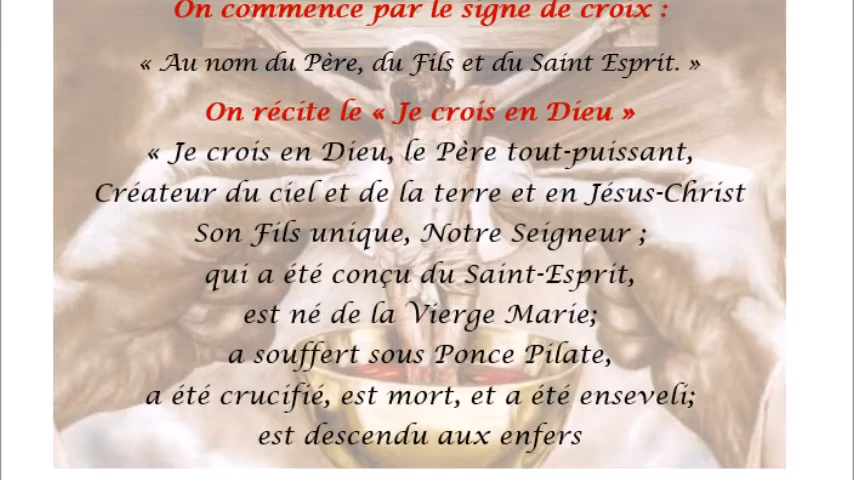 On commence par le signe de croix :
« Au nom du Père, du Fils et du Saint Esprit. »
On récite le « Je crois en Dieu »
« Je crois en Dieu, le Père tout-puissant,
Créateur du ciel et de la terre et en Jésus-Christ
Son Fils unique, Notre Seigneur ;
qui a été conçu du Saint-Esprit,
est né de la Vierge Marie;
a souffert sous Ponce Pilate,
a été crucifié, est mort, et a été enseveli;
est descendu aux enfers